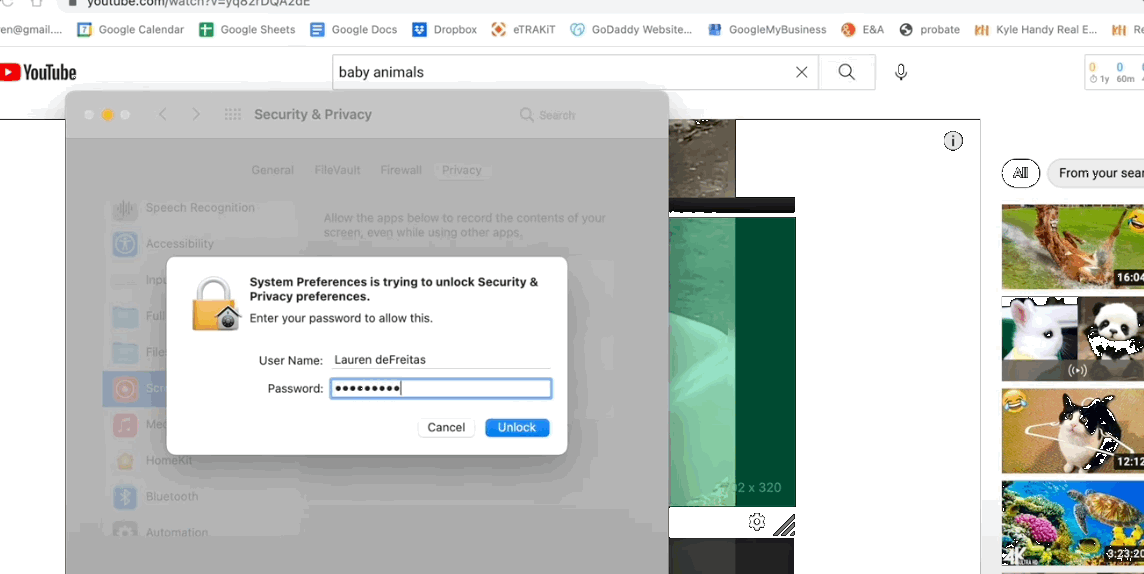 youtube.com/watch?v=yq8zrDQA2dE
en@gmail.... Google Calendar Google Sheets Google Docs Dropbox eTRAKiT GoDaddy Website... GoogleMyBusiness E&A probate Kyle Handy Real E... Re
YouTube
baby animals
0 0
1y 60m
Security & Privacy
Search
General FileVault Firewall Privacy
All
From your sear
Speech Recognition
Allow the apps below to record the contents of your
screen, even while using other apps.
Accessibility
Inpu
Full
Files
Scr
Me
HomeKit
Bluetooth
Automation
System Preferences is trying to unlock Security &
Privacy preferences.
Enter your password to allow this.
User Name: Lauren deFreitas
Password: •••••••••
Cancel Unlock
2 x 320
16:04
12:12
4K
3:23:20